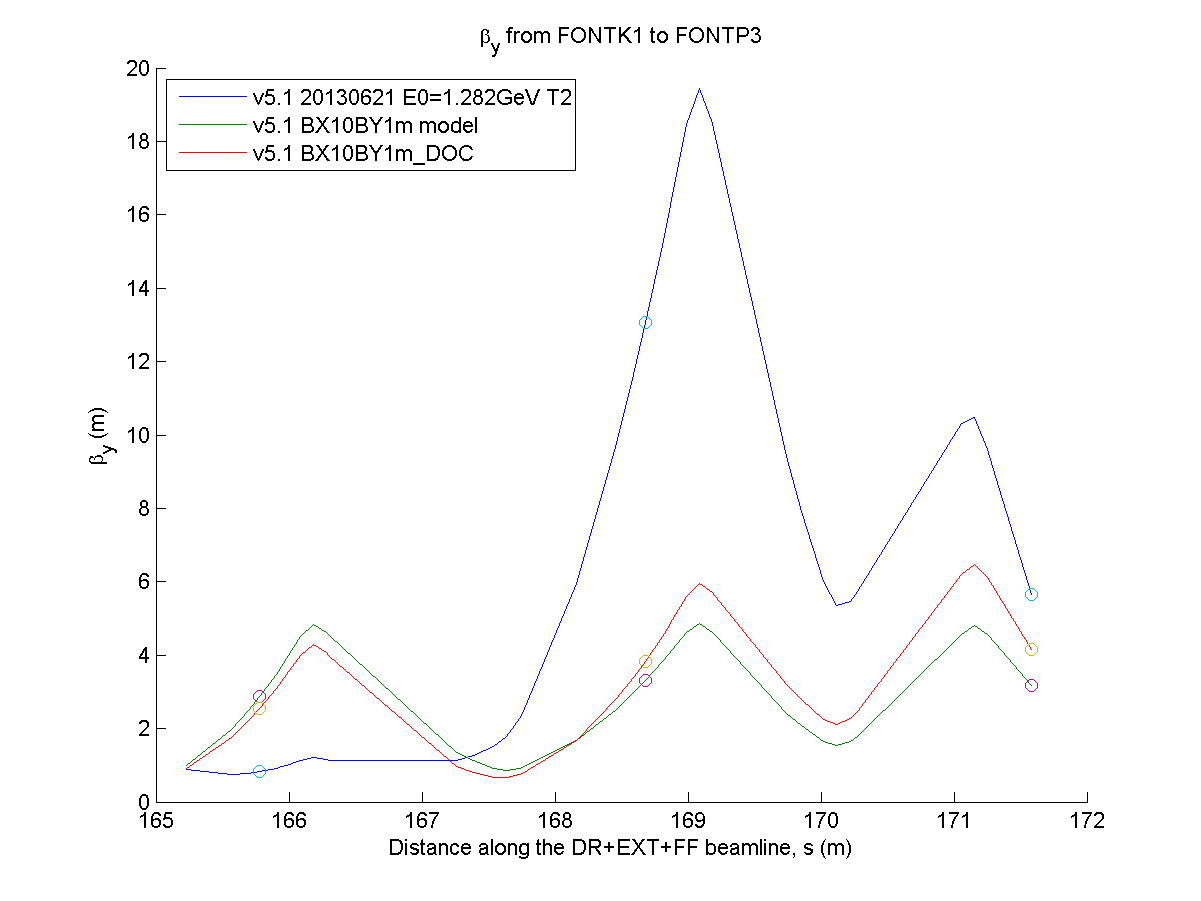 βy from FONTK1 to FONTP3
v5.1 20130621 E0=1.282GeV T2
v5.1 BX10BY1m model
v5.1 BX10BY1m_DOC
βy (m)
20
18
16
14
12
10
8
6
4
2
0
165 166 167 168 169 170 171 172
Distance along the DR+EXT+FF beamline, s (m)